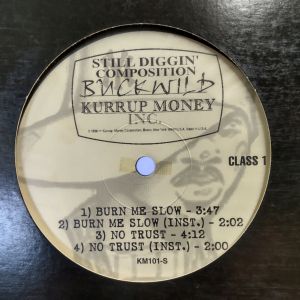 STILL DIGGIN'
COMPOSITION
BUCKWILD
KURRUP MONEY
INC.
CLASS 1
1) BURN ME SLOW - 3:47
2) BURN ME SLOW (INST.) - 2:02
3) NO TRUST - 4:12
4) NO TRUST (INST.) - 2:00
KM101-S